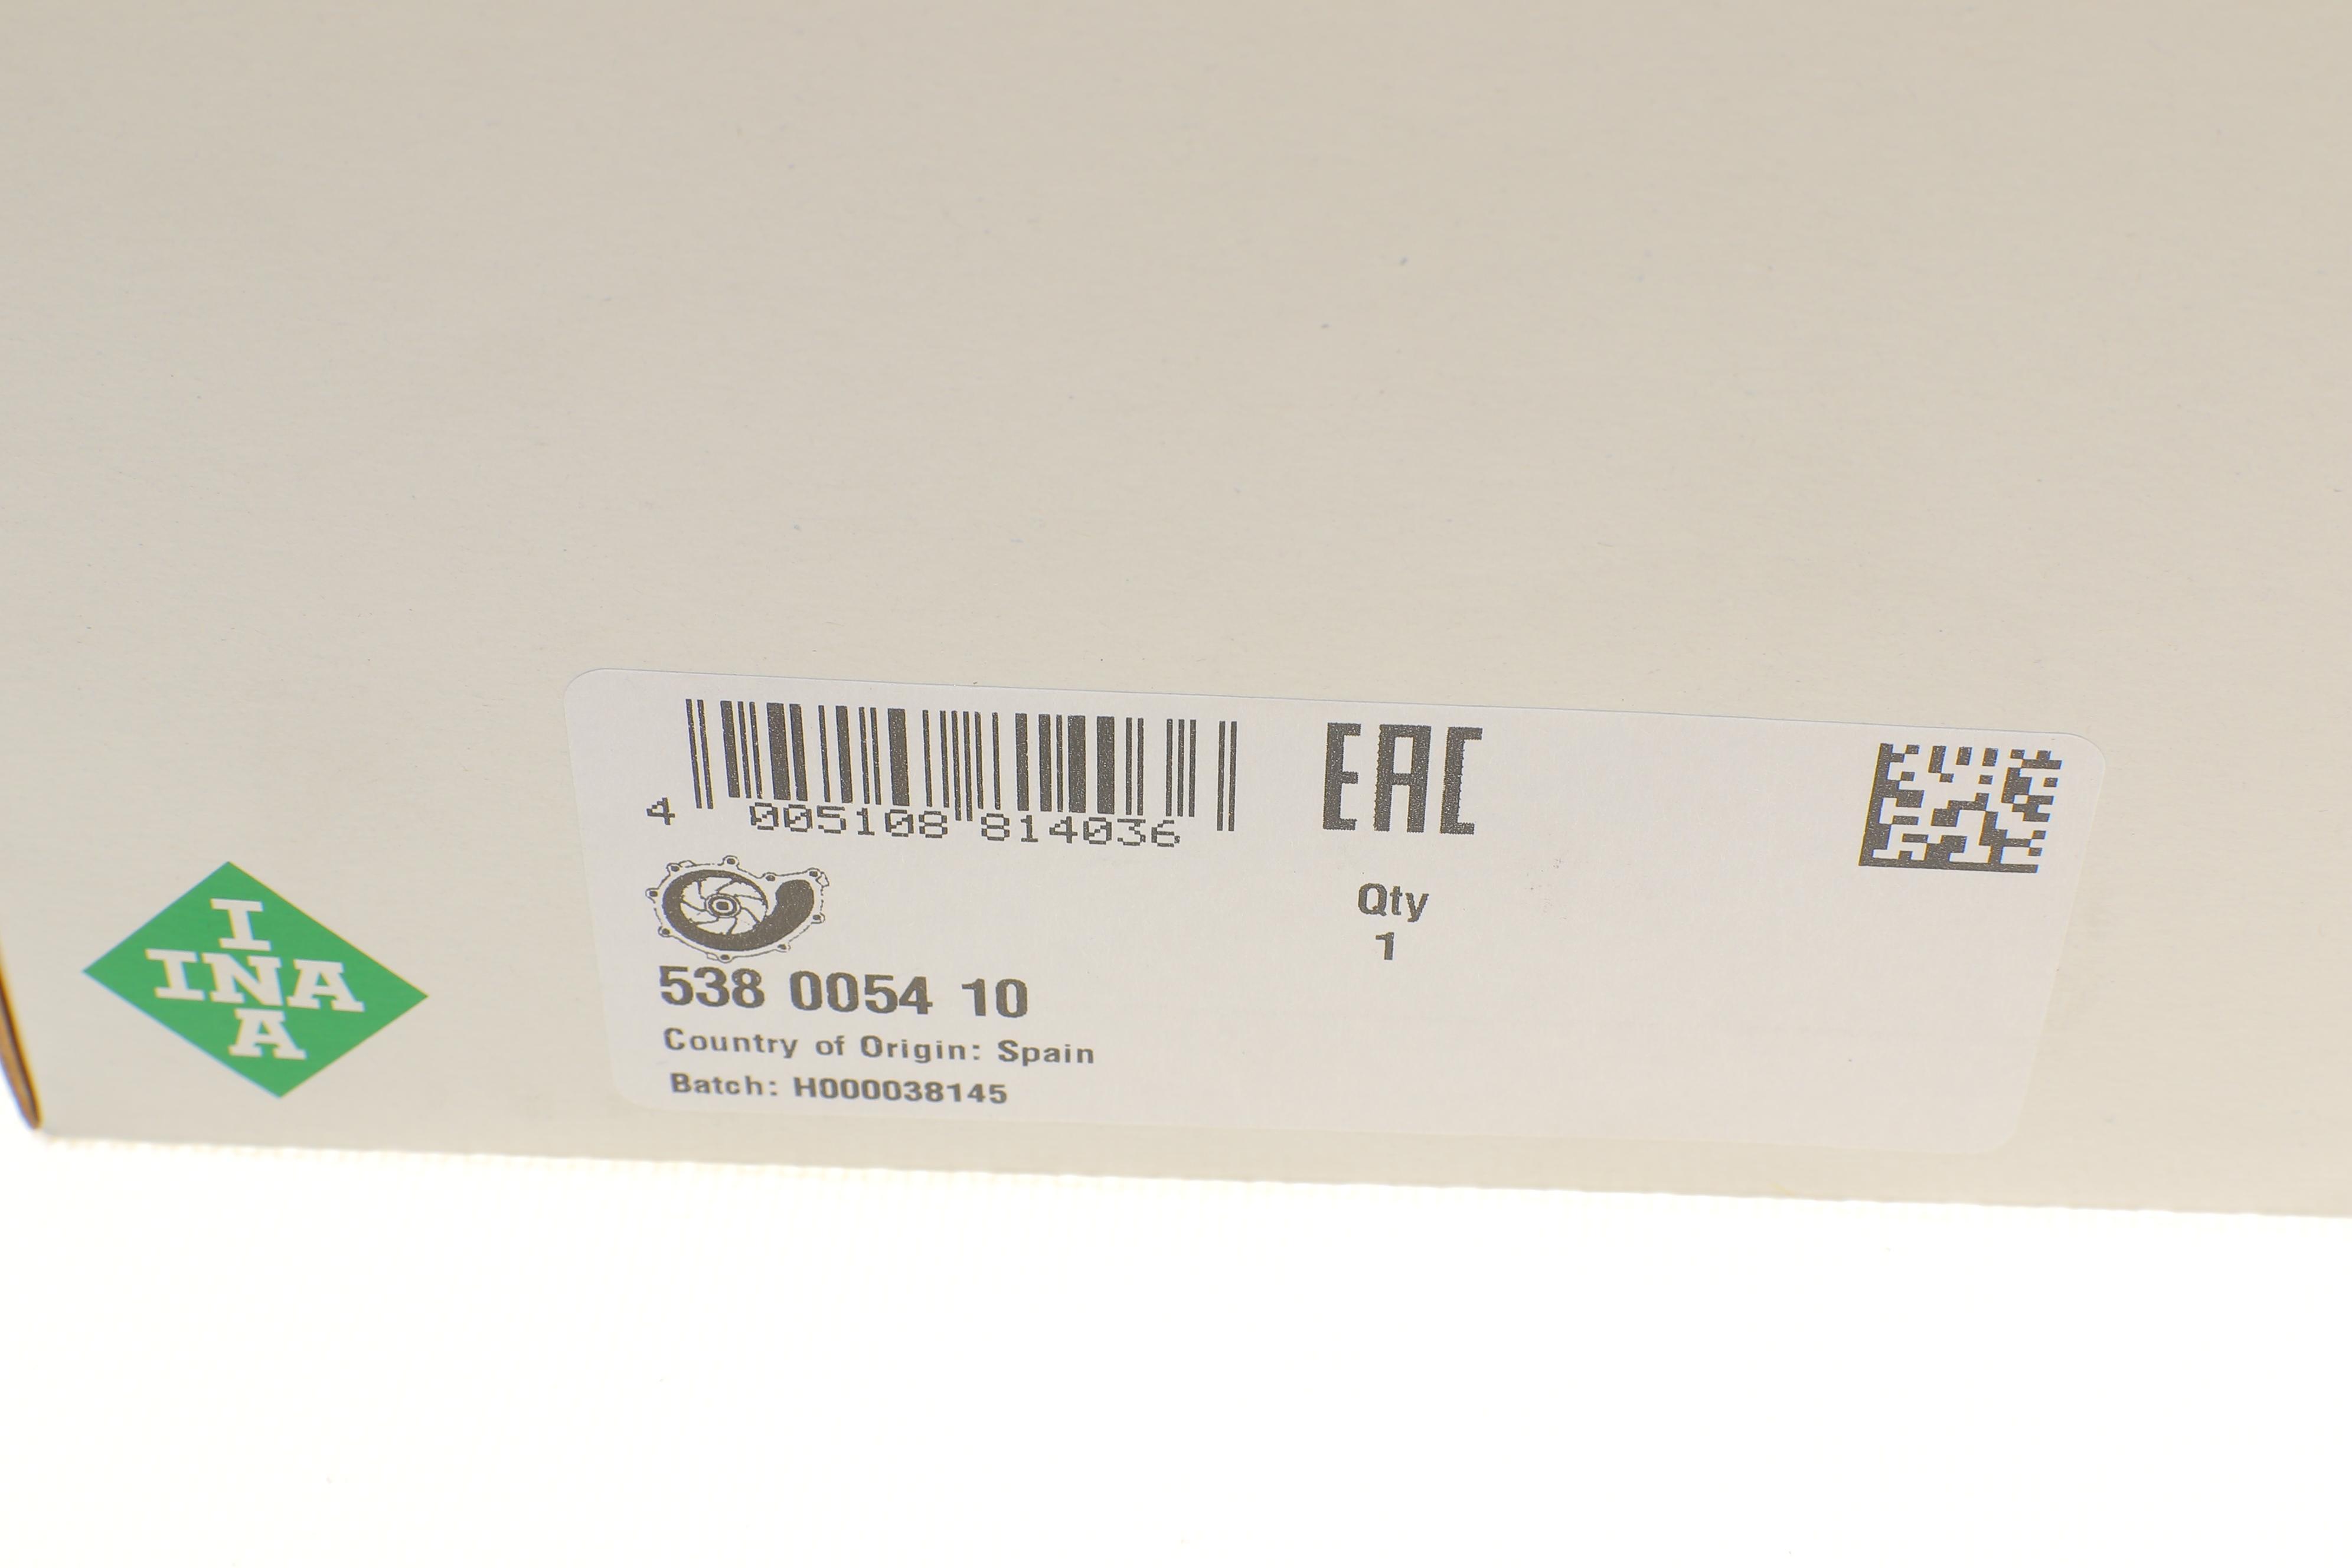 4 005108 814036
EAC
Qty
1
538 0054 10
Country of Origin: Spain
Batch: H000038145
I
INA
A